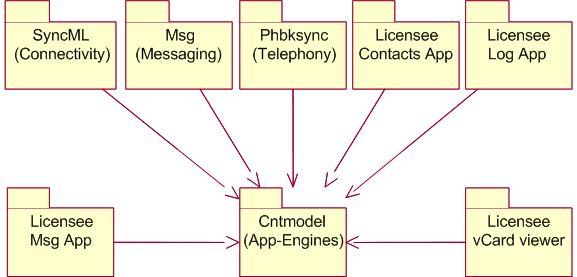 SyncML
(Connectivity)
Msg
(Messaging)
Phbksync
(Telephony)
Licensee
Contacts App
Licensee
Log App
Licensee
Msg App
Cntmodel
(App-Engines)
Licensee
vCard viewer